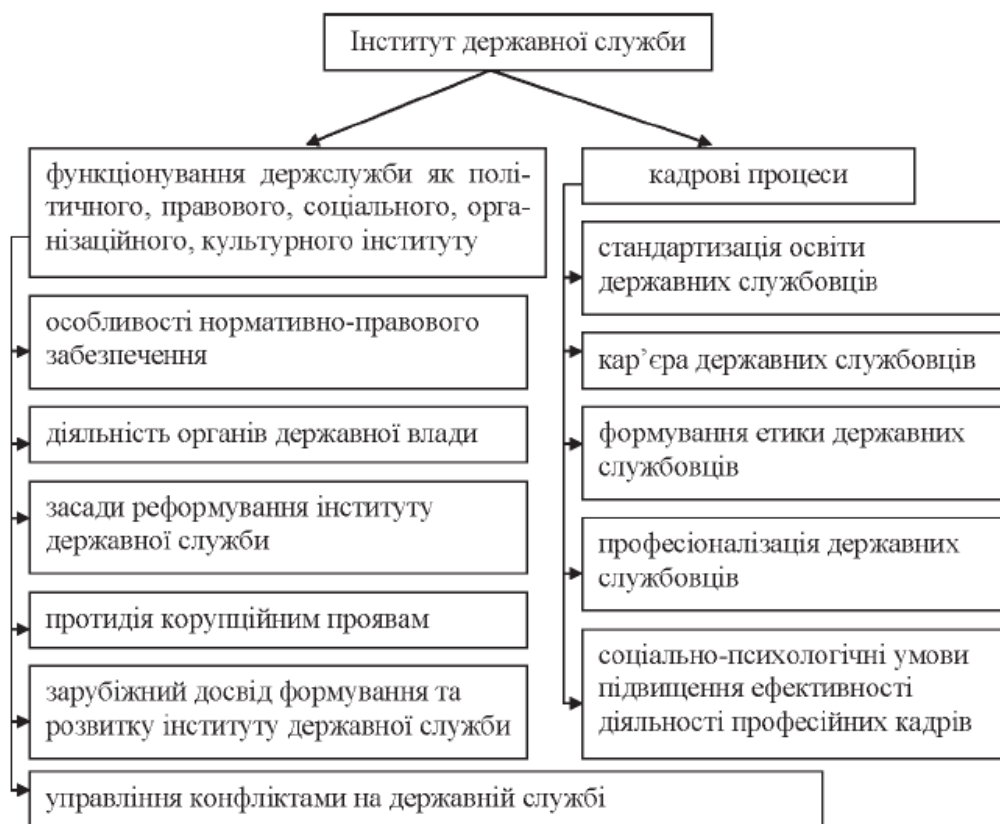 Інститут державної служби
функціонування держслужби як полі-
тичного, правового, соціального, орга-
нізаційного, культурного інституту
особливості нормативно-правового
забезпечення
діяльність органів державної влади
засади реформування інституту
державної служби
протидія корупційним проявам
зарубіжний досвід формування та
розвитку інституту державної служби
управління конфліктами на державній службі
кадрові процеси
стандартизація освіти
державних службовців
кар’єра державних службовців
формування етики державних
службовців
професіоналізація державних
службовців
соціально-психологічні умови
підвищення ефективності
діяльності професійних кадрів